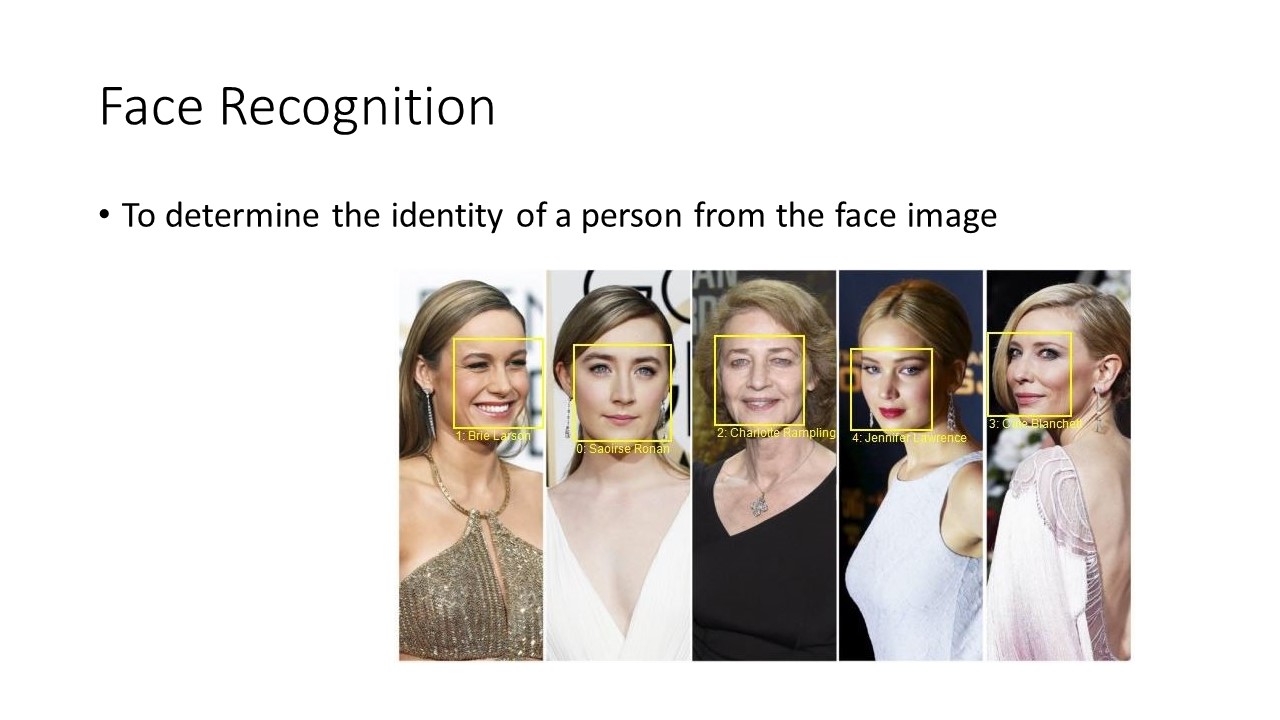 Face Recognition
• To determine the identity of a person from the face image
1: Brie Larson
0: Saoirse Ronan
2: Charlotte Rampling
4: Jennifer Lawrence
3: Cate Blanchett